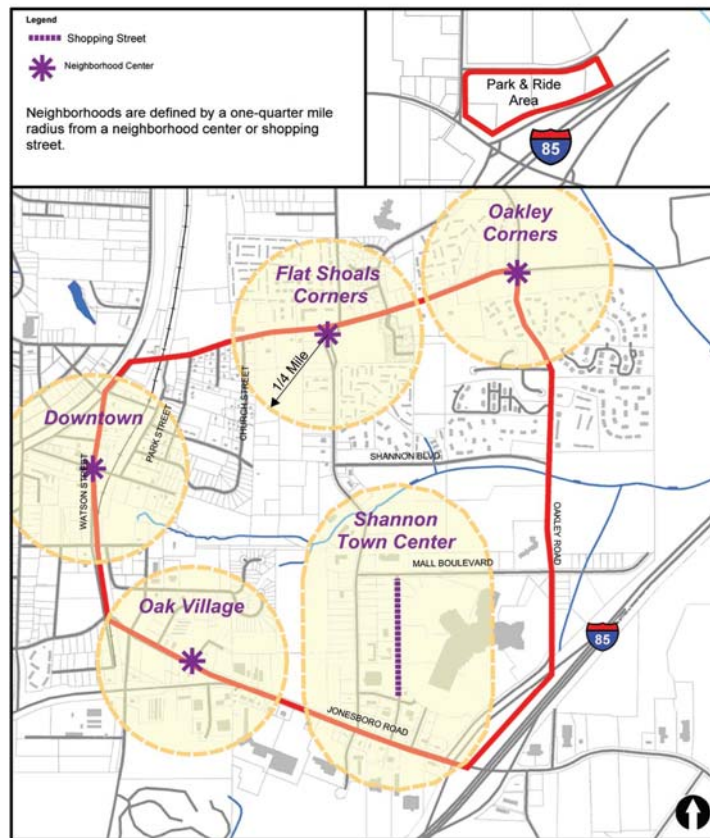 Legend
Shopping Street
Neighborhood Center
Neighborhoods are defined by a one-quarter mile
radius from a neighborhood center or shopping
street.
Park & Ride
Area
85
Oakley
Corners
Flat Shoals
Corners
1/4 Mile
Downtown
PARK STREET
CHURCH STREET
WATSON STREET
SHANNON BLVD
OAKLEY ROAD
Shannon
Town Center
MALL BOULEVARD
Oak Village
85
JONESBORO ROAD